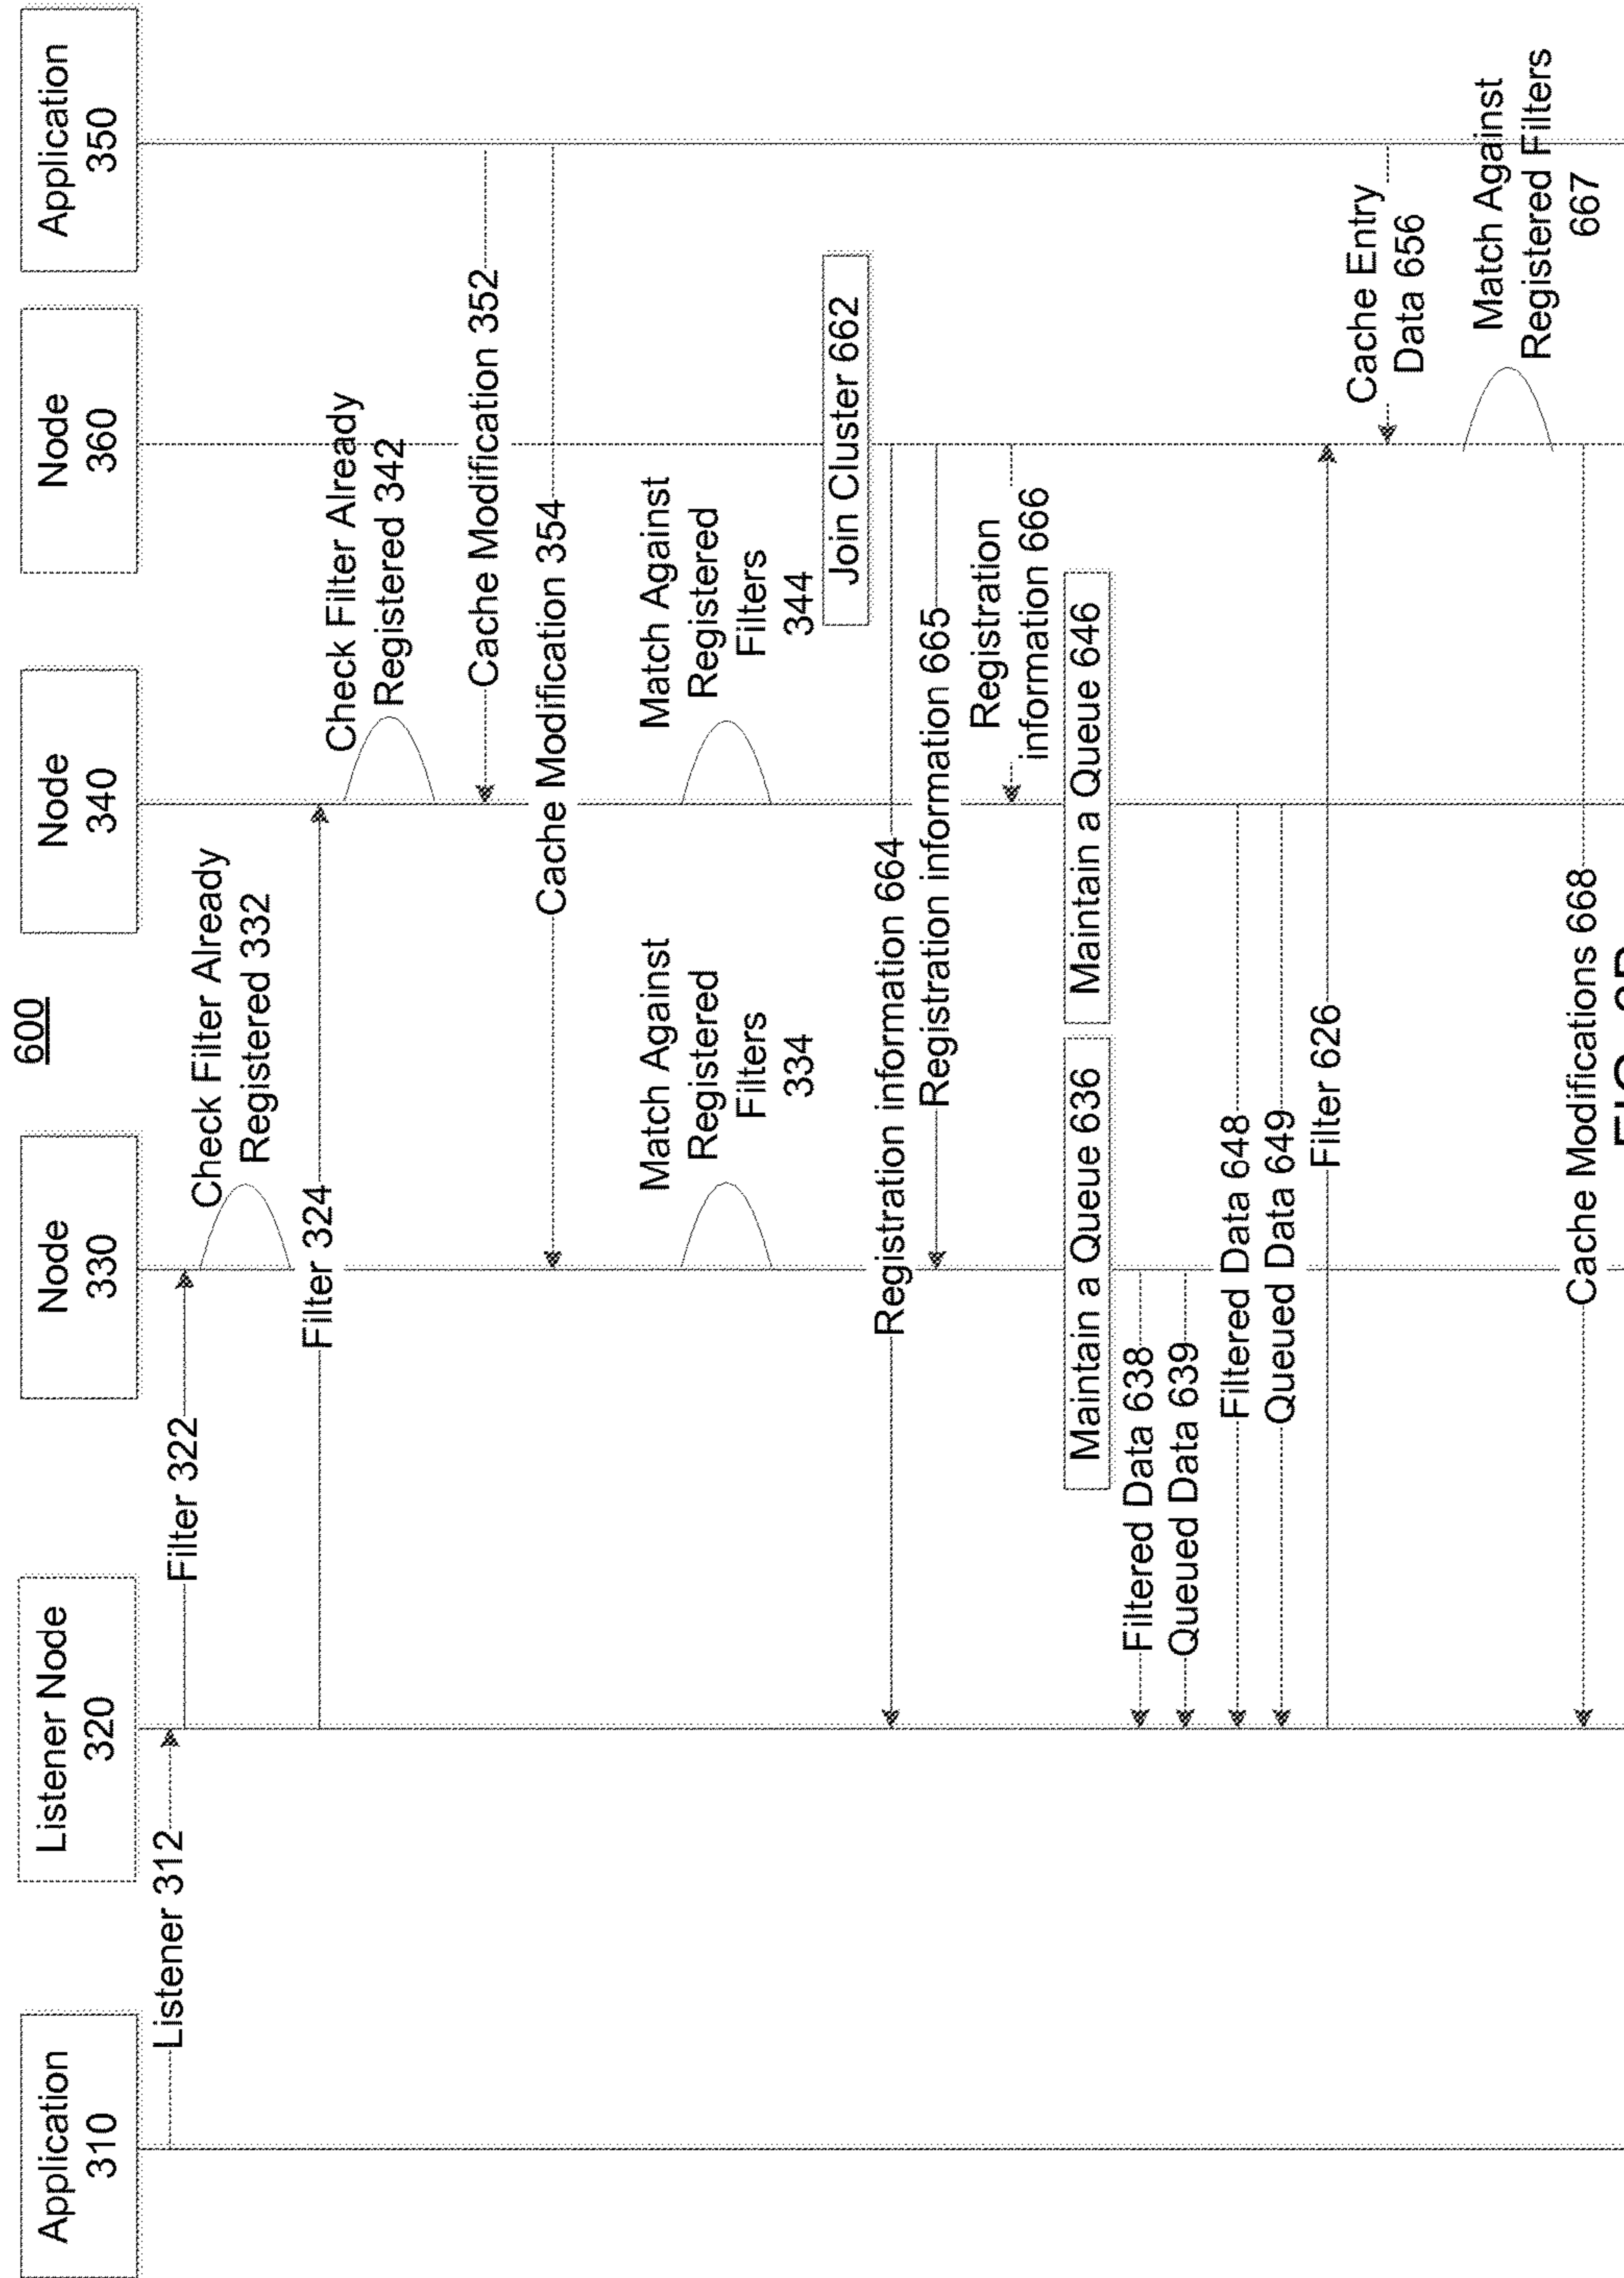 600
Application
310
Listener Node
320
Node
330
Node
340
Node
360
Application
350
Listener 312
Filter 322
Check Filter Already
Registered 332
Filter 324
Check Filter Already
Registered 342
Cache Modification 352
Cache Modification 354
Match Against
Registered
Filters
334
Match Against
Registered
Filters
344
Join Cluster 662
Registration information 664
Registration information 665
Registration
information 666
Maintain a Queue 636
Maintain a Queue 646
Filtered Data 638
Queued Data 639
Filtered Data 648
Queued Data 649
Filter 626
Cache Entry
Data 656
Match Against
Registered Filters
667
Cache Modifications 668